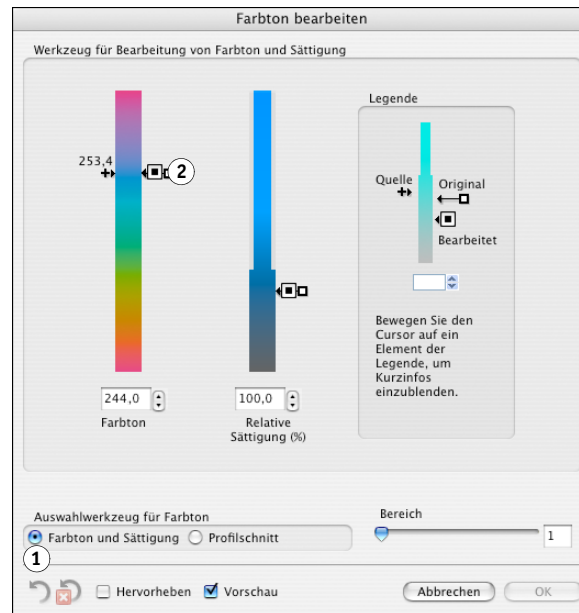 Farbton bearbeiten
Werkzeug für Bearbeitung von Farbton und Sättigung
253,4
2
244,0
Farbton
100,0
Relative
Sättigung (%)
Legende
Quelle
Original
Bearbeitet
Bewegen Sie den
Cursor auf ein
Element der
Legende, um
Kurzinfos
einzublenden.
Auswahlwerkzeug für Farbton
Farbton und Sättigung
Profilschnitt
1
Bereich
1
Hervorheben
Vorschau
Abbrechen
OK